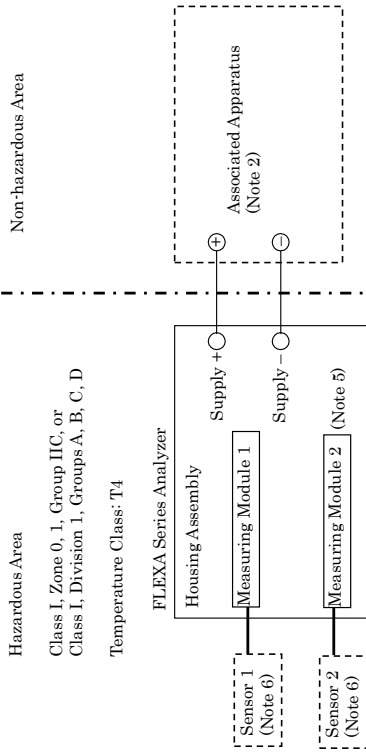 Hazardous Area
Non-hazardous Area
Class I, Zone 0, 1, Group IIC, or
Class I, Division 1, Groups A, B, C, D
Temperature Class: T4
FLEXA Series Analyzer
Housing Assembly
Sensor 1
(Note 6)
Measuring Module 1
Supply +
+
Associated Apparatus
(Note 2)
Supply −
−
Sensor 2
(Note 6)
Measuring Module 2
(Note 5)